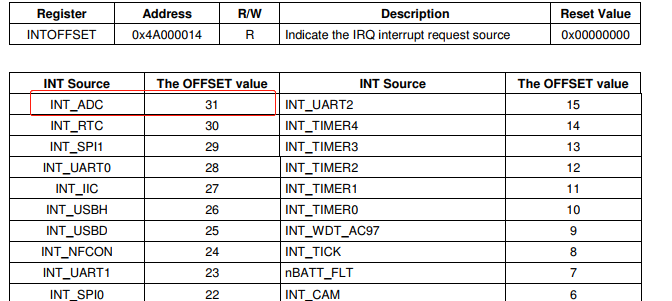 Register Address R/W Description Reset Value
INTOFFSET 0x4A000014 R Indicate the IRQ interrupt request source 0x00000000
INT Source The OFFSET value INT Source The OFFSET value
INT_ADC 31 INT_UART2 15
INT_RTC 30 INT_TIMER4 14
INT_SPI1 29 INT_TIMER3 13
INT_UART0 28 INT_TIMER2 12
INT_IIC 27 INT_TIMER1 11
INT_USBH 26 INT_TIMER0 10
INT_USBD 25 INT_WDT_AC97 9
INT_NFCON 24 INT_TICK 8
INT_UART1 23 nBATT_FLT 7
INT_SPI0 22 INT_CAM 6